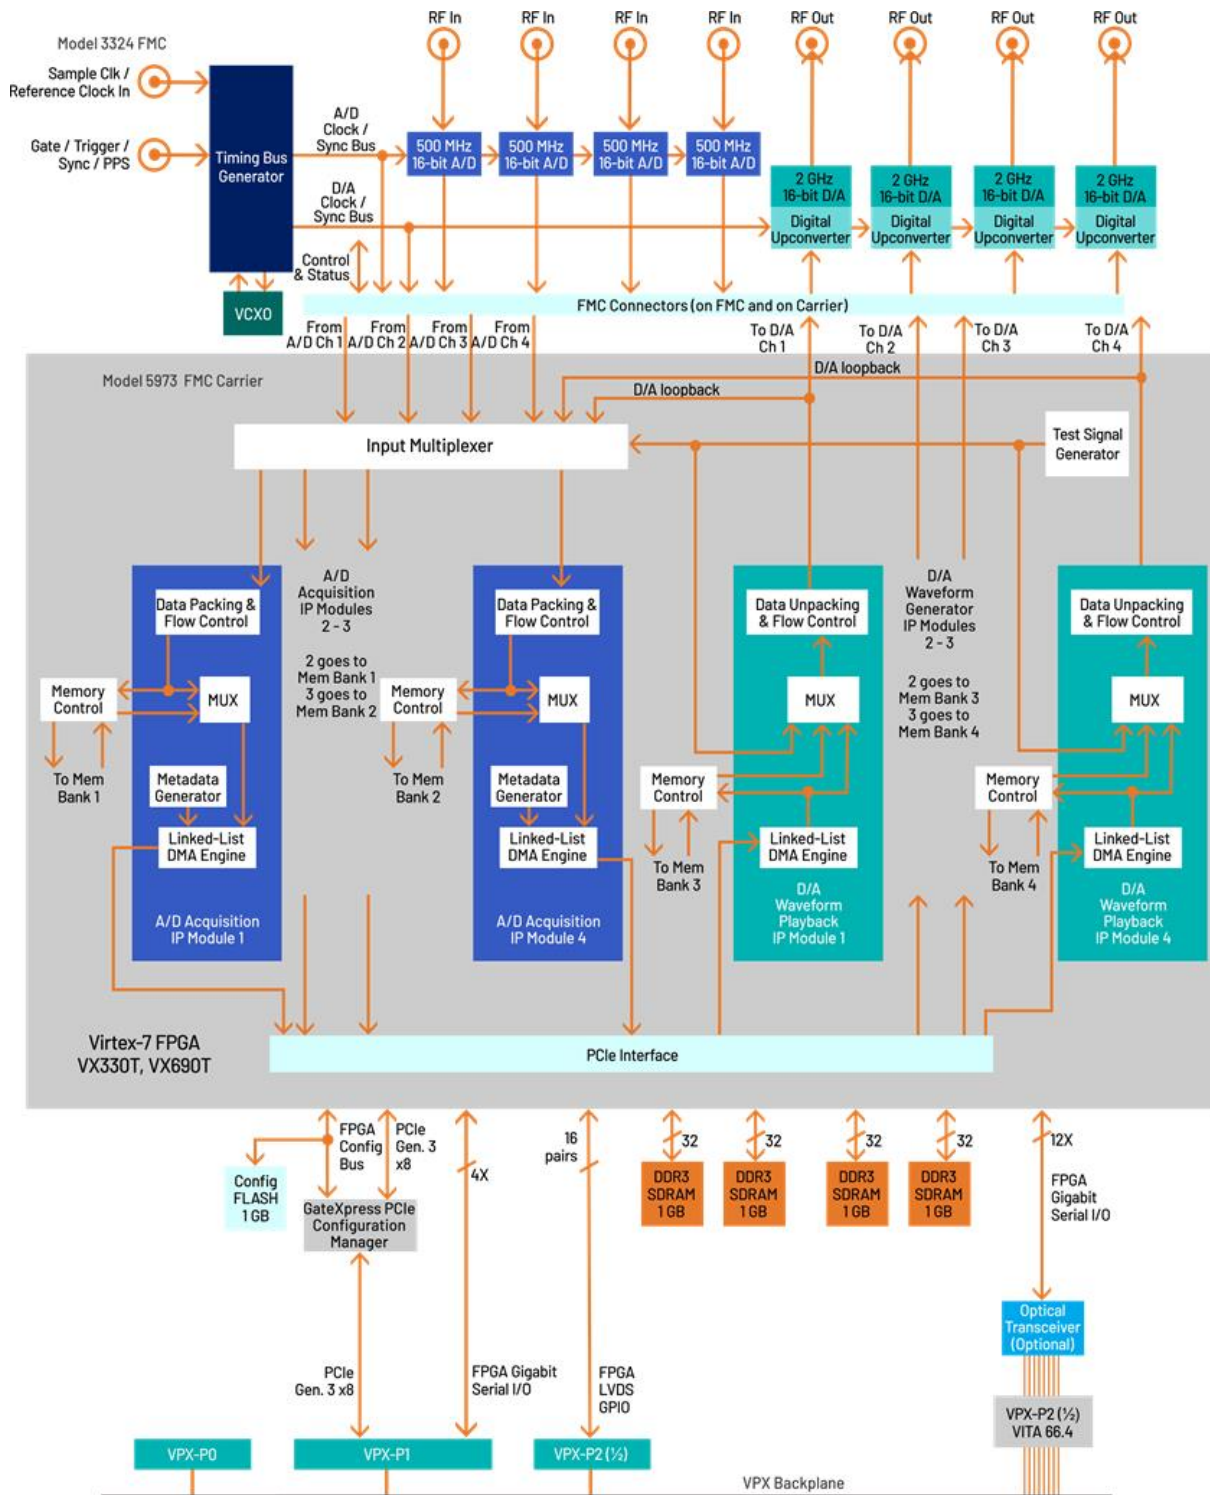 Model 3324 FMC
Sample Clk /
Reference Clock In
Gate / Trigger /
Sync / PPS
Timing Bus
Generator
VCXO
A/D
Clock /
Sync Bus
D/A
Clock /
Sync Bus
Control
& Status
RF In
RF In
RF In
RF In
RF Out
RF Out
RF Out
RF Out
500 MHz
16-bit A/D
500 MHz
16-bit A/D
500 MHz
16-bit A/D
500 MHz
16-bit A/D
2 GHz
16-bit D/A
Digital
Upconverter
2 GHz
16-bit D/A
Digital
Upconverter
2 GHz
16-bit D/A
Digital
Upconverter
2 GHz
16-bit D/A
Digital
Upconverter
FMC Connectors (on FMC and on Carrier)
From
A/D Ch 1
From
A/D Ch 2
From
A/D Ch 3
From
A/D Ch 4
To D/A
Ch 1
To D/A
Ch 2
To D/A
Ch 3
To D/A
Ch 4
Model 5973 FMC Carrier
D/A loopback
D/A loopback
Input Multiplexer
Test Signal
Generator
Data Packing &
Flow Control
Memory
Control
MUX
To Mem
Bank 1
Metadata
Generator
Linked-List
DMA Engine
A/D Acquisition
IP Module 1
A/D
Acquisition
IP Modules
2 - 3
2 goes to
Mem Bank 1
3 goes to
Mem Bank 2
Data Packing &
Flow Control
Memory
Control
MUX
To Mem
Bank 2
Metadata
Generator
Linked-List
DMA Engine
A/D Acquisition
IP Module 4
Data Unpacking
& Flow Control
MUX
Memory
Control
Linked-List
DMA Engine
To Mem
Bank 3
D/A
Waveform
Playback
IP Module 1
D/A
Waveform
Generator
IP Modules
2 - 3
2 goes to
Mem Bank 3
3 goes to
Mem Bank 4
Data Unpacking
& Flow Control
MUX
Memory
Control
Linked-List
DMA Engine
To Mem
Bank 4
D/A
Waveform
Playback
IP Module 4
Virtex-7 FPGA
VX330T, VX690T
PCIe Interface
FPGA
Config
Bus
PCIe
Gen. 3
x8
4X
16
pairs
32
32
32
32
12X
Config
FLASH
1 GB
GateXpress PCIe
Configuration
Manager
DDR3
SDRAM
1 GB
DDR3
SDRAM
1 GB
DDR3
SDRAM
1 GB
DDR3
SDRAM
1 GB
FPGA
Gigabit
Serial I/O
Optical
Transceiver
(Optional)
PCIe
Gen. 3 x8
FPGA Gigabit
Serial I/O
FPGA
LVDS
GPIO
VPX-P2 (½)
VITA 66.4
VPX-P0
VPX-P1
VPX-P2 (½)
VPX Backplane